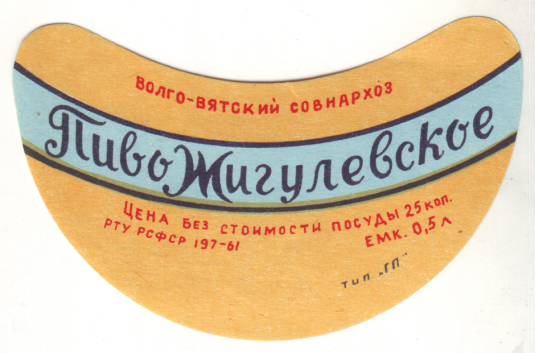 ВОЛГО-ВЯТСКИЙ СОВНАРХОЗ
Пиво Жигулевское
ЦЕНА БЕЗ СТОИМОСТИ ПОСУДЫ 25 КОП.
РТУ РСФСР 197-61
ЕМК. 0,5 Л
тип „ГП"